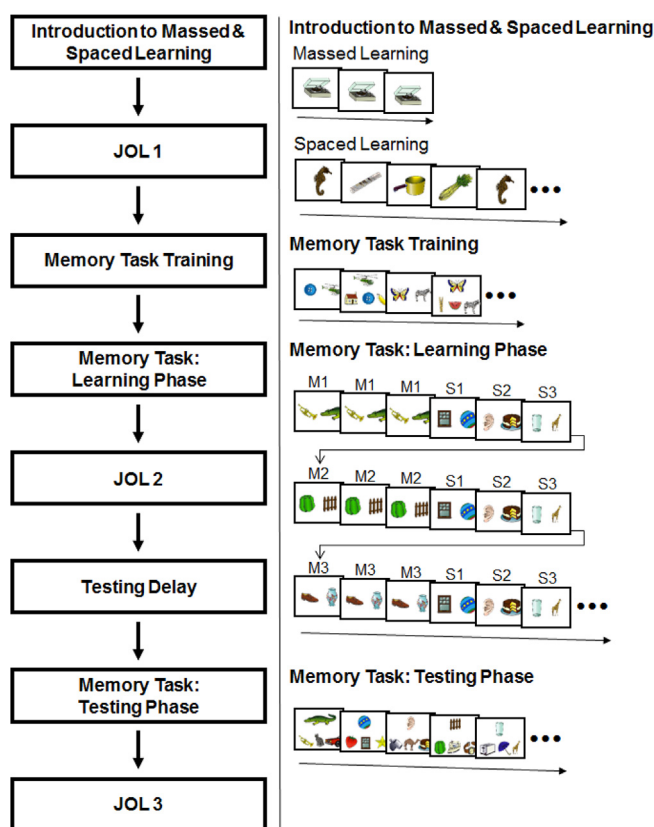 Introduction to Massed &
Spaced Learning
JOL 1
Memory Task Training
Memory Task:
Learning Phase
JOL 2
Testing Delay
Memory Task:
Testing Phase
JOL 3
Introduction to Massed & Spaced Learning
Massed Learning
Spaced Learning
Memory Task Training
Memory Task: Learning Phase
M1 M1 M1 S1 S2 S3
M2 M2 M2 S1 S2 S3
M3 M3 M3 S1 S2 S3
Memory Task: Testing Phase